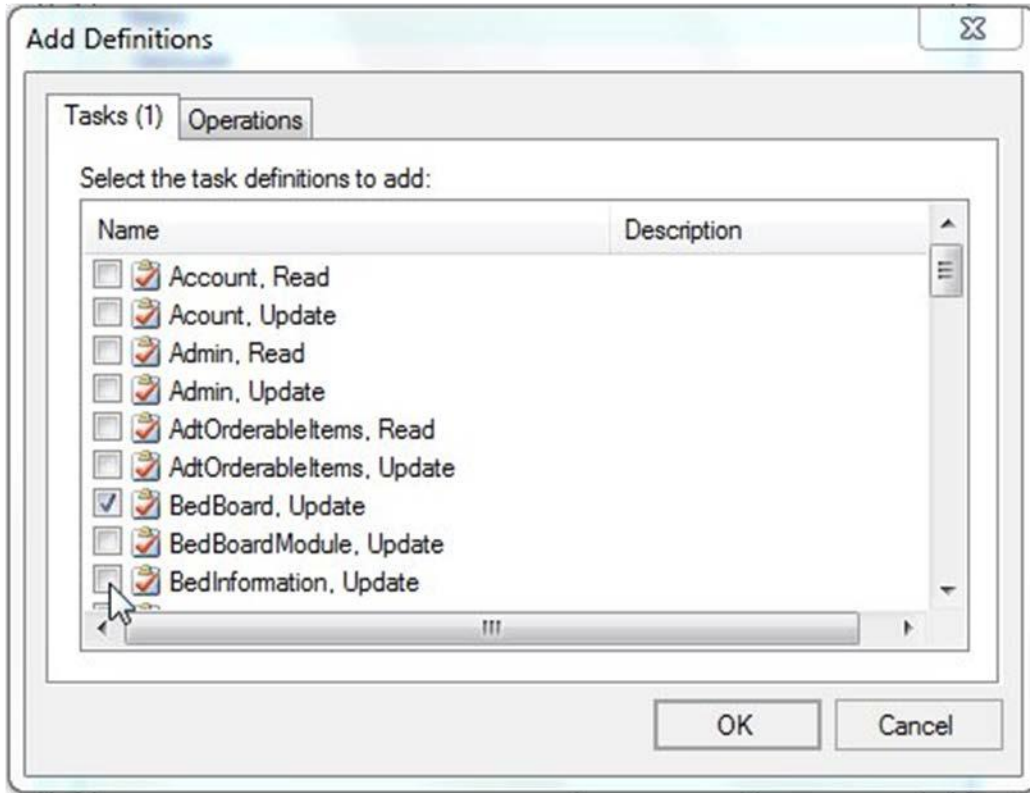 Add Definitions
Tasks (1)
Operations
Select the task definitions to add:
Name
Description
Account, Read
Acount, Update
Admin, Read
Admin, Update
AdtOrderableItems, Read
AdtOrderableItems, Update
BedBoard, Update
BedBoardModule, Update
BedInformation, Update
OK
Cancel